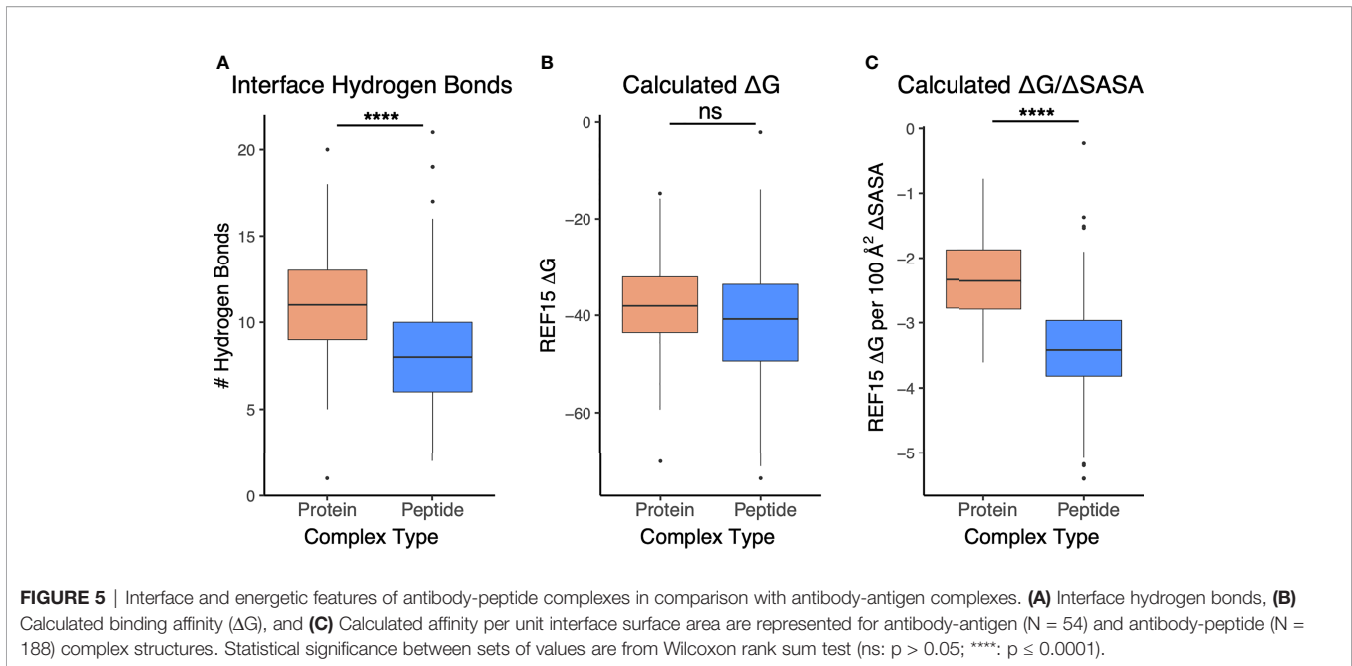 A
Interface Hydrogen Bonds
****
# Hydrogen Bonds
20
15
10
5
0
Protein Peptide
Complex Type
B
Calculated ΔG
ns
REF15 ΔG
0
−20
−40
−60
Protein Peptide
Complex Type
C
Calculated ΔG/ΔSASA
****
REF15 ΔG per 100 Å² ΔSASA
0
−1
−2
−3
−4
−5
Protein Peptide
Complex Type
FIGURE 5 | Interface and energetic features of antibody-peptide complexes in comparison with antibody-antigen complexes. (A) Interface hydrogen bonds, (B)
Calculated binding affinity (ΔG), and (C) Calculated affinity per unit interface surface area are represented for antibody-antigen (N = 54) and antibody-peptide (N =
188) complex structures. Statistical significance between sets of values are from Wilcoxon rank sum test (ns: p > 0.05; ****: p ≤ 0.0001).